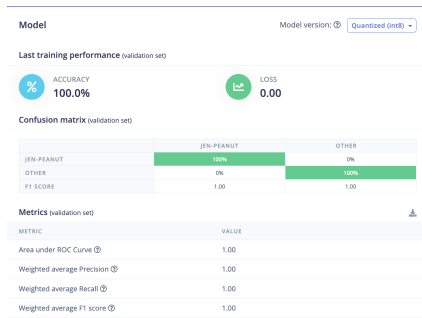 Model
Model version: Quantized (int8)
Last training performance (validation set)
% ACCURACY
100.0%
LOSS
0.00
Confusion matrix (validation set)
JEN-PEANUT OTHER
JEN-PEANUT 100% 0%
OTHER 0% 100%
F1 SCORE 1.00 1.00
Metrics (validation set)
METRIC VALUE
Area under ROC Curve 1.00
Weighted average Precision 1.00
Weighted average Recall 1.00
Weighted average F1 score 1.00